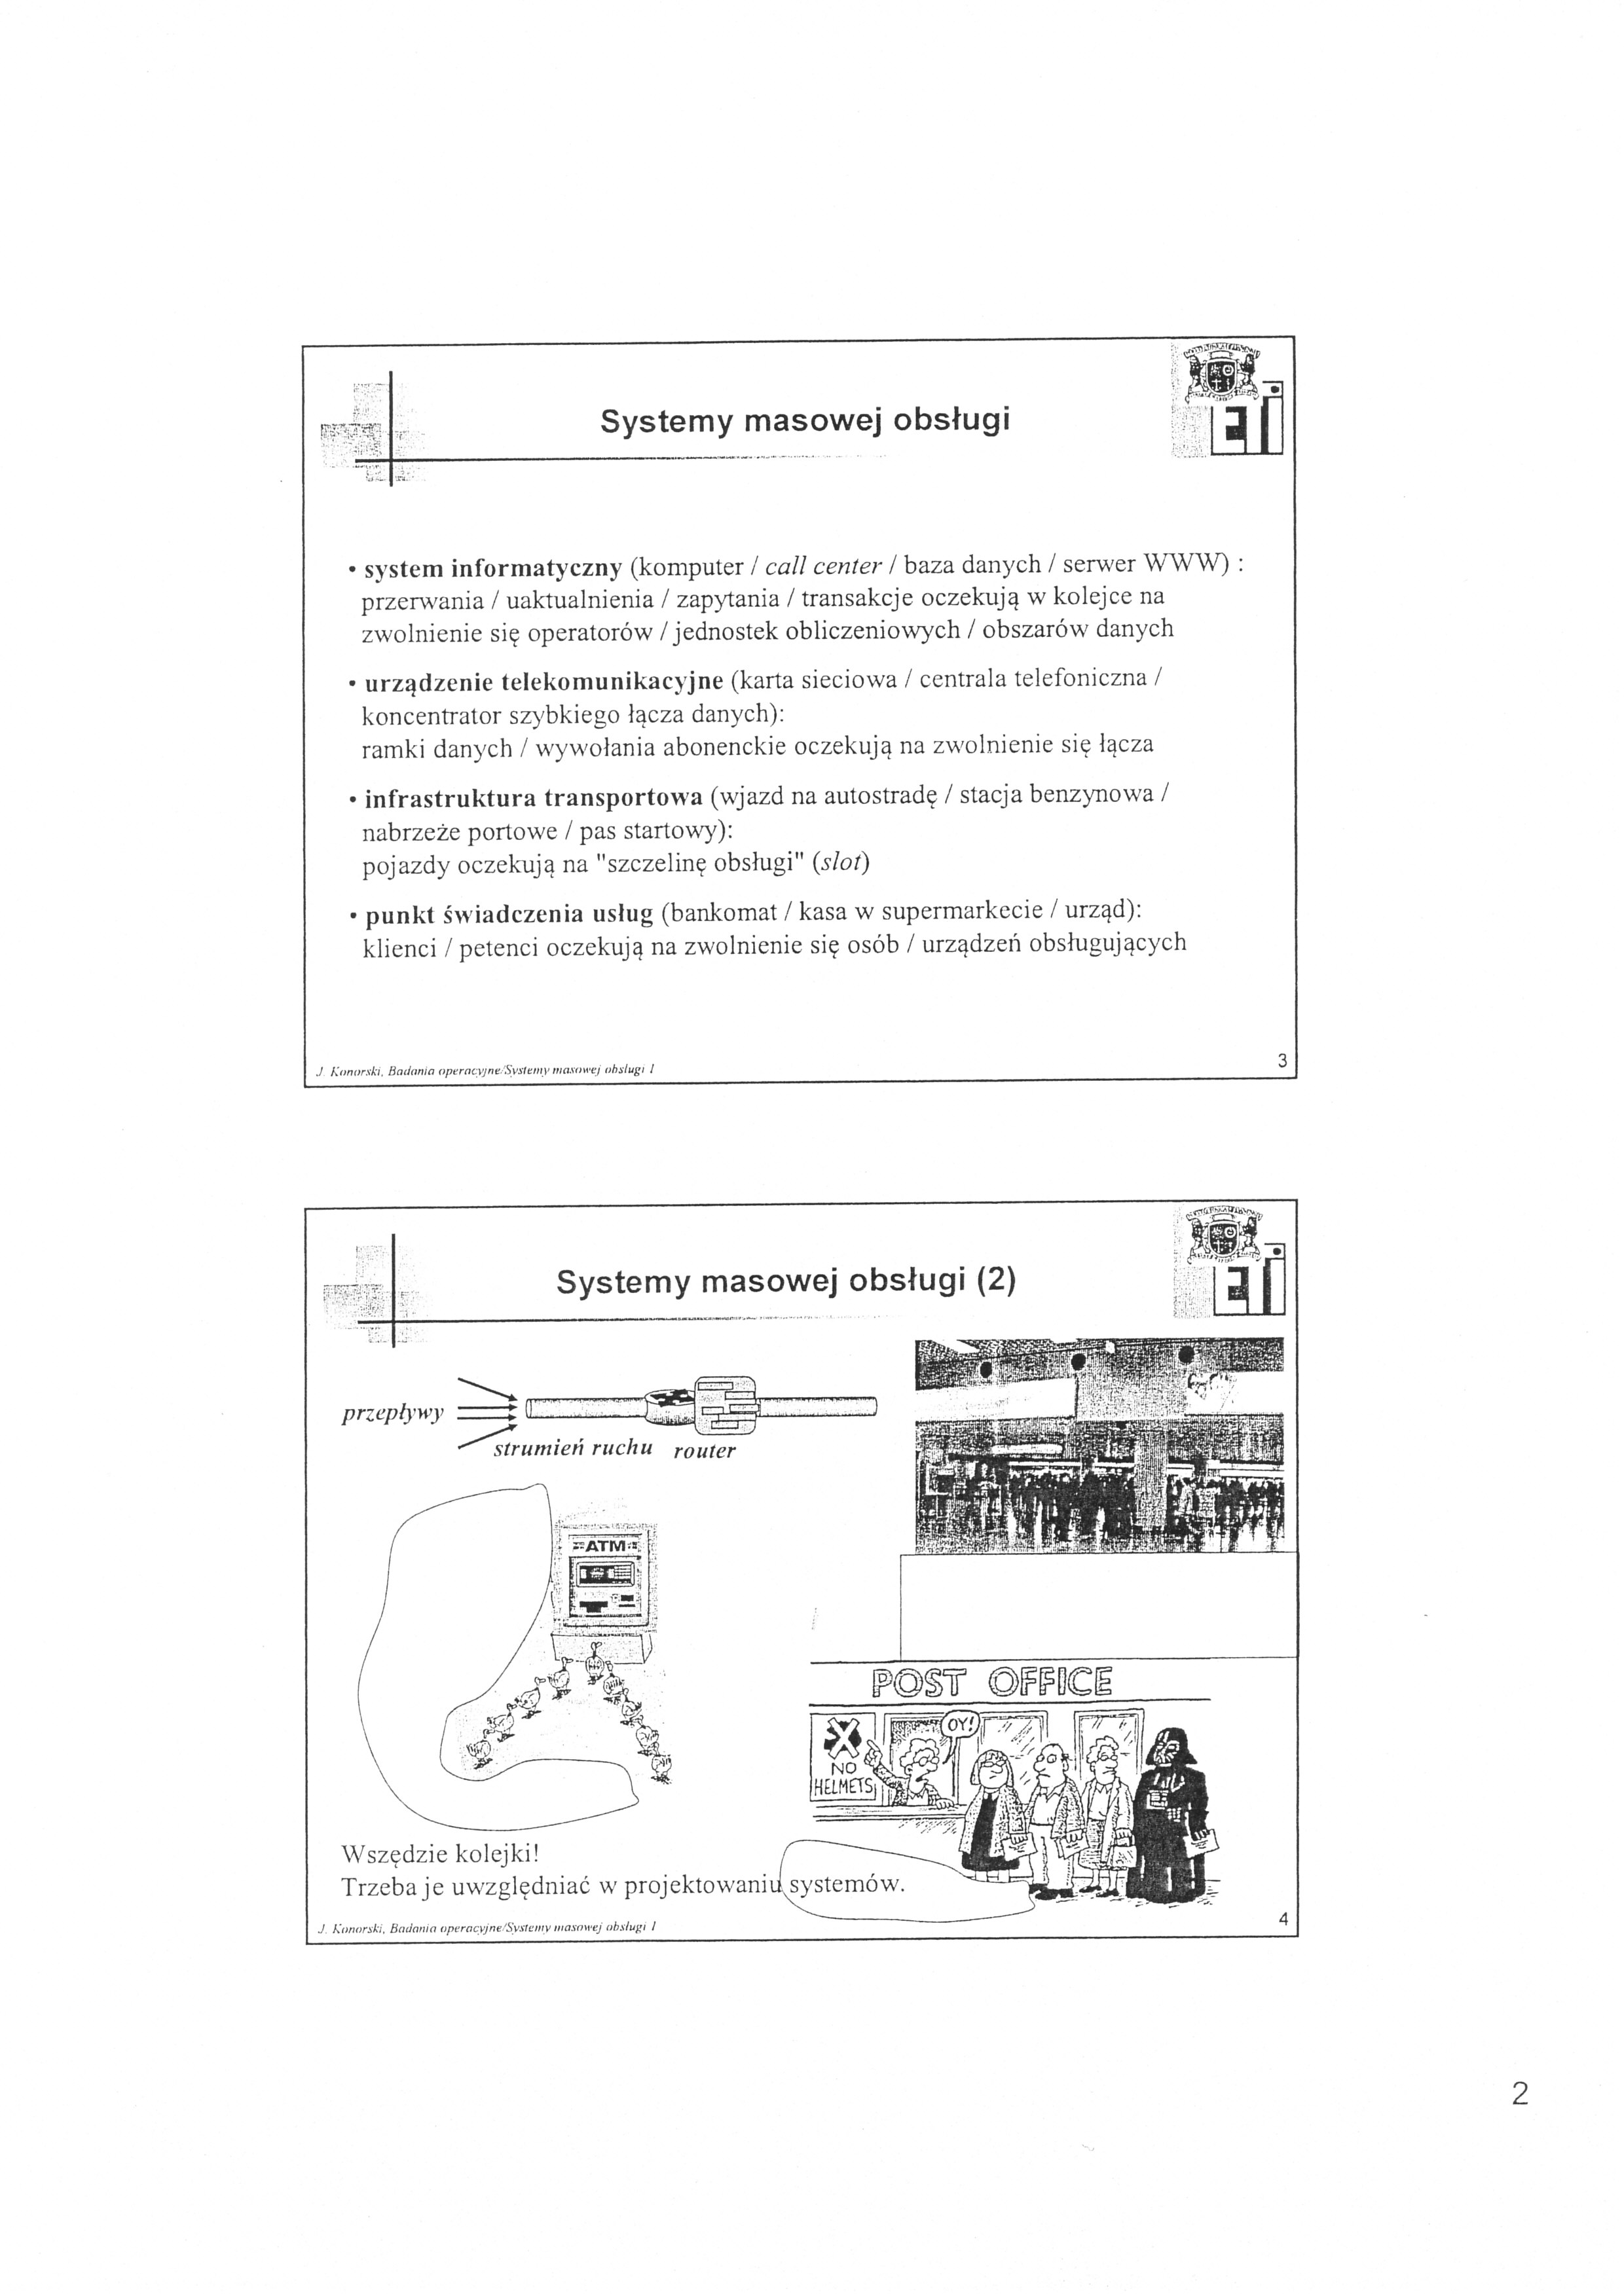 Systemy masowej obsługi
• system informatyczny (komputer / call center / baza danych / serwer WWW) :
przerwania / uaktualnienia / zapytania / transakcje oczekują w kolejce na
zwolnienie się operatorów / jednostek obliczeniowych / obszarów danych
• urządzenie telekomunikacyjne (karta sieciowa / centrala telefoniczna /
koncentrator szybkiego łącza danych):
ramki danych / wywołania abonenckie oczekują na zwolnienie się łącza
• infrastruktura transportowa (wjazd na autostradę / stacja benzynowa /
nabrzeże portowe / pas startowy):
pojazdy oczekują na "szczelinę obsługi" (slot)
• punkt świadczenia usług (bankomat / kasa w supermarkecie / urząd):
klienci / petenci oczekują na zwolnienie się osób / urządzeń obsługujących
J. Konorski, Badania operacyjne/Systemy masowej obsługi I
3
ETI
Systemy masowej obsługi (2)
ETI
przepływy
strumień ruchu
router
ATM
POST OFFICE
OY!
NO
HELMETS
Wszędzie kolejki!
Trzeba je uwzględniać w projektowaniu systemów.
J. Konorski, Badania operacyjne/Systemy masowej obsługi I
4
2